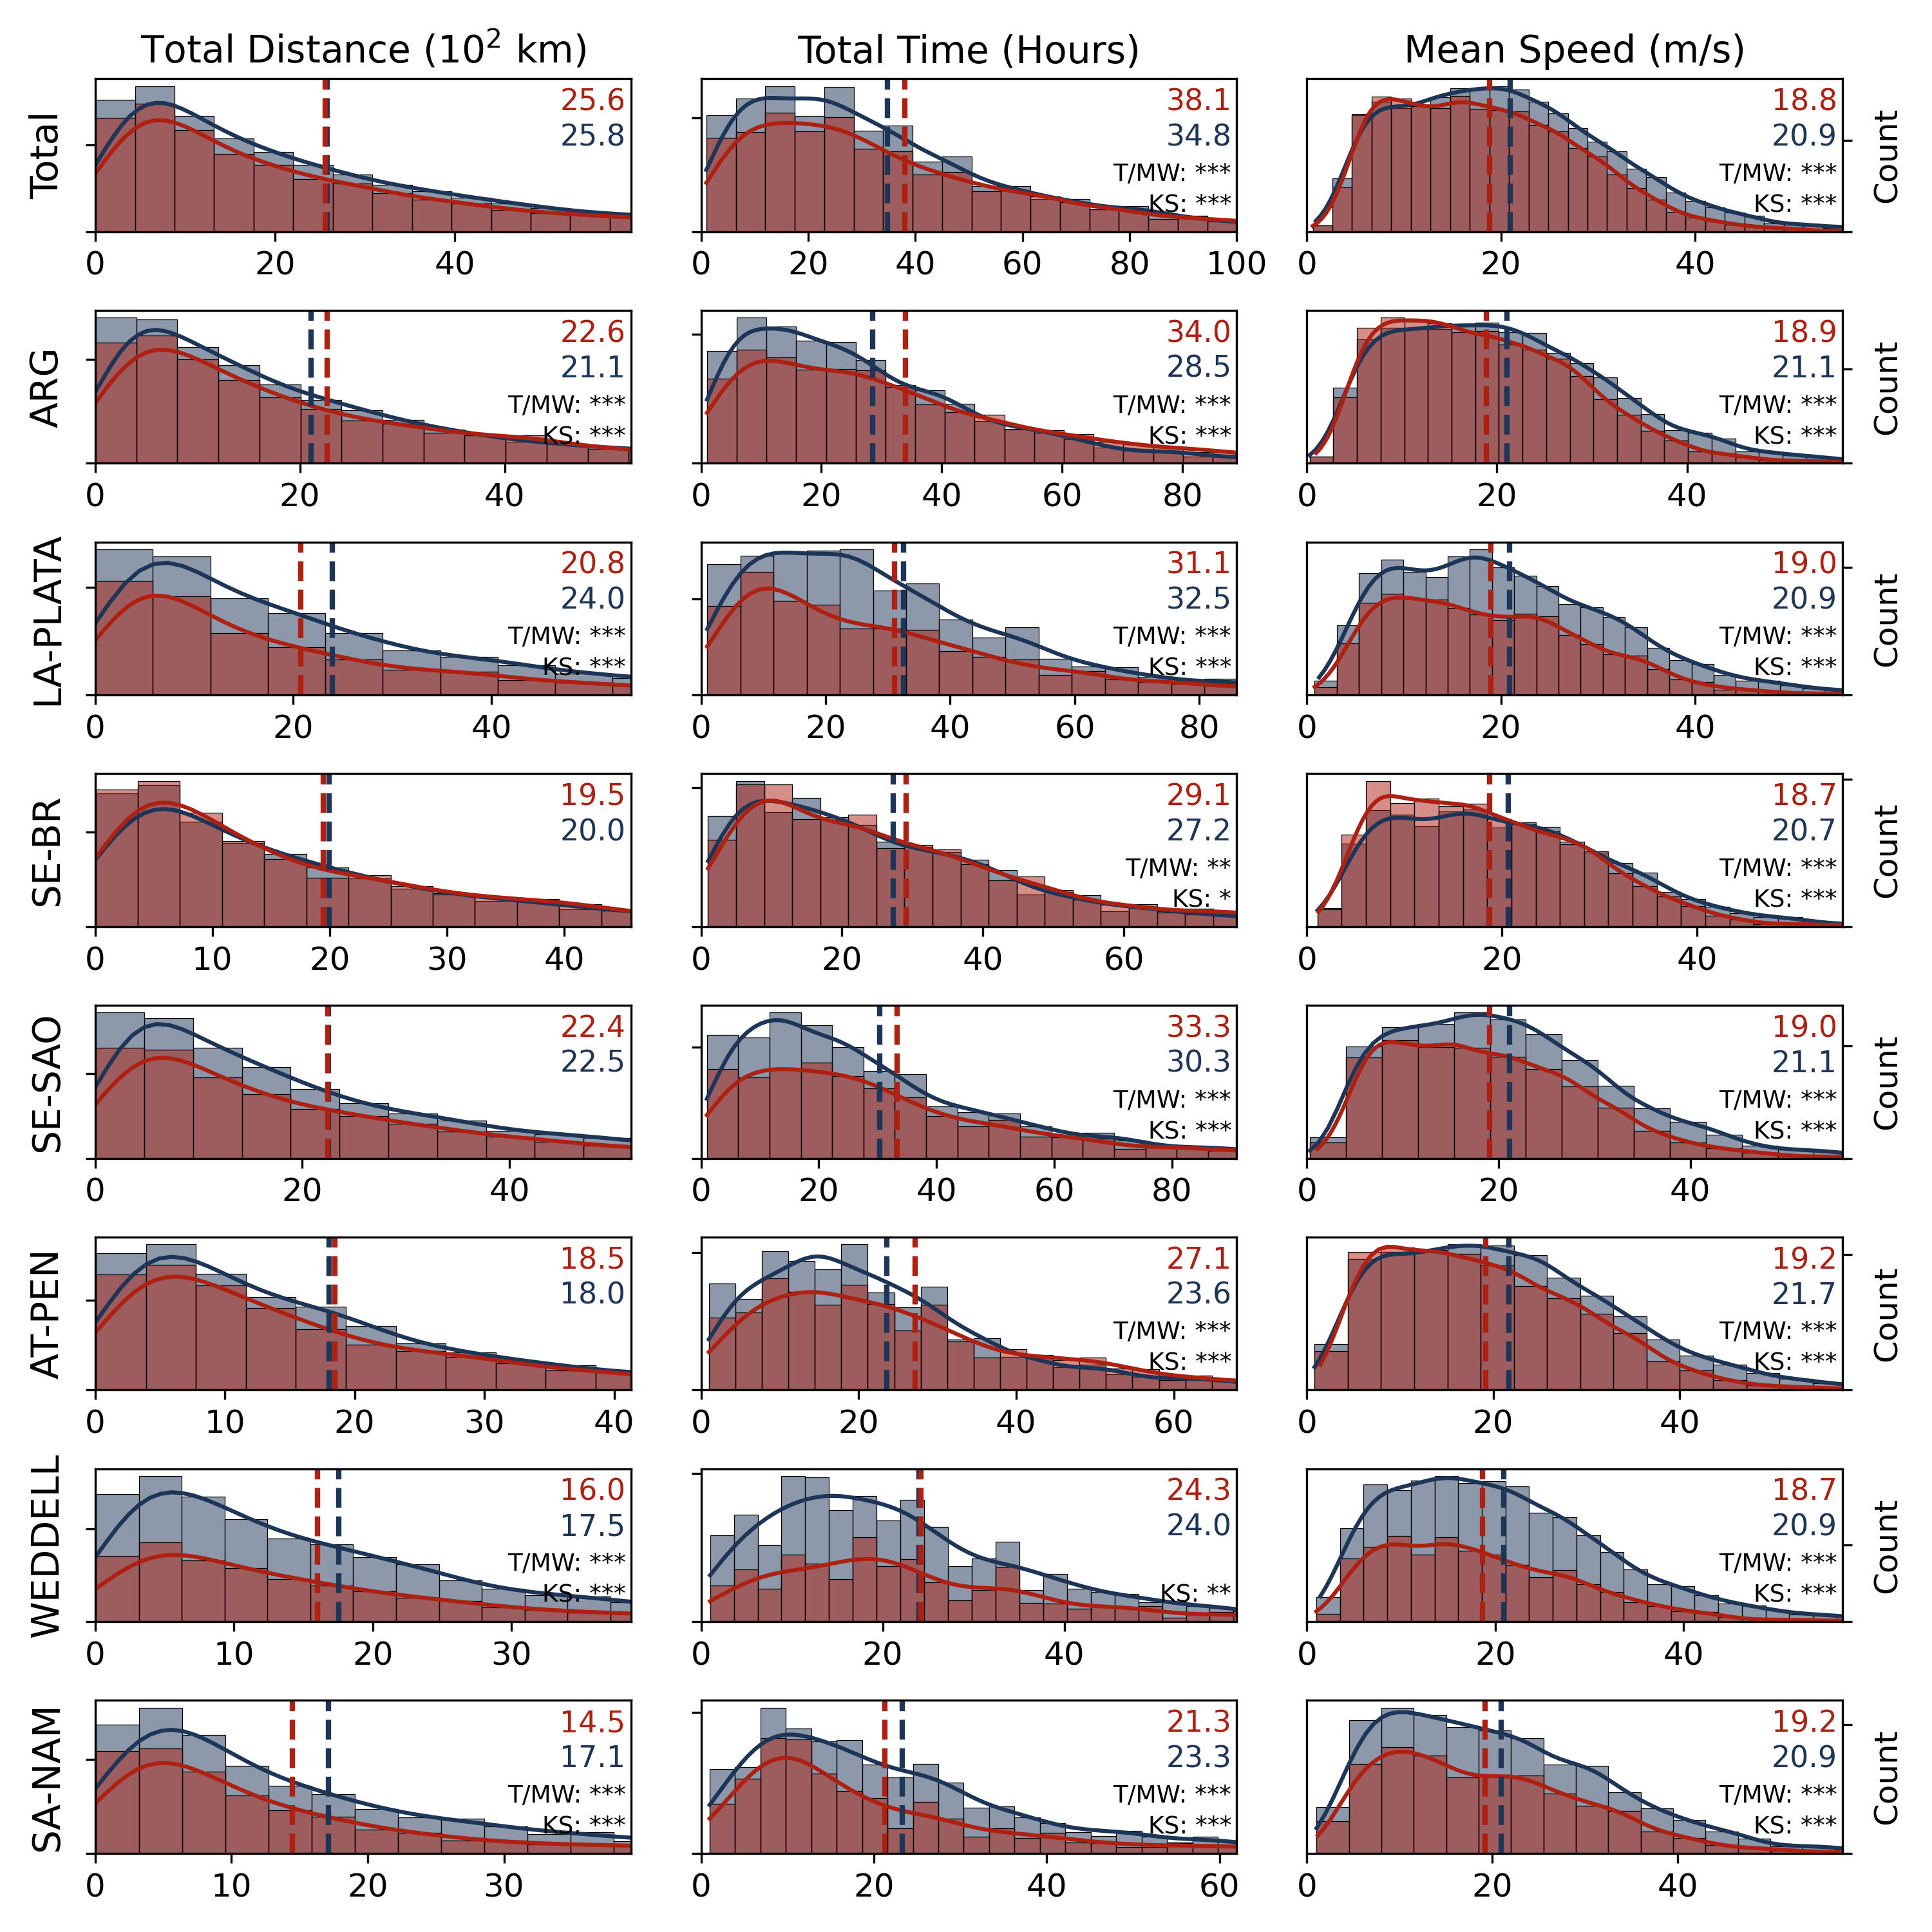 Total Distance (10² km) Total Time (Hours) Mean Speed (m/s)
Total 25.6 38.1 18.8 Count
25.8 34.8 20.9
T/MW: *** T/MW: ***
KS: *** KS: ***
0 20 40 0 20 40 60 80 100 0 20 40
ARG 22.6 34.0 18.9 Count
21.1 28.5 21.1
T/MW: *** T/MW: *** T/MW: ***
KS: *** KS: *** KS: ***
0 20 40 0 20 40 60 80 0 20 40
LA-PLATA 20.8 31.1 19.0 Count
24.0 32.5 20.9
T/MW: *** T/MW: *** T/MW: ***
KS: *** KS: *** KS: ***
0 20 40 0 20 40 60 80 0 20 40
SE-BR 19.5 29.1 18.7 Count
20.0 27.2 20.7
T/MW: ** T/MW: ***
KS: * KS: ***
0 10 20 30 40 0 20 40 60 0 20 40
SE-SAO 22.4 33.3 19.0 Count
22.5 30.3 21.1
T/MW: *** T/MW: ***
KS: *** KS: ***
0 20 40 0 20 40 60 80 0 20 40
AT-PEN 18.5 27.1 19.2 Count
18.0 23.6 21.7
T/MW: *** T/MW: ***
KS: *** KS: ***
0 10 20 30 40 0 20 40 60 0 20 40
WEDDELL 16.0 24.3 18.7 Count
17.5 24.0 20.9
T/MW: *** T/MW: ***
KS: *** KS: ** KS: ***
0 10 20 30 0 20 40 0 20 40
SA-NAM 14.5 21.3 19.2 Count
17.1 23.3 20.9
T/MW: *** T/MW: *** T/MW: ***
KS: *** KS: *** KS: ***
0 10 20 30 0 20 40 60 0 20 40